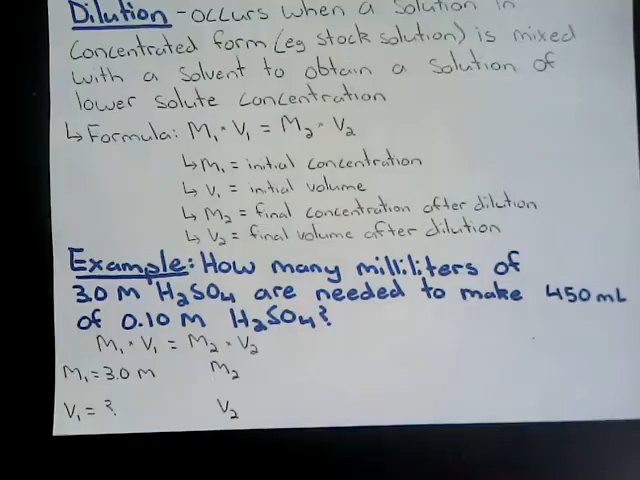 Dilution - occurs when a solution in
concentrated form (eg stock solution) is mixed
with a solvent to obtain a solution of
lower solute concentration
↳ Formula: M₁ · V₁ = M₂ · V₂
↳ M₁ = initial concentration
↳ V₁ = initial volume
↳ M₂ = final concentration after dilution
↳ V₂ = final volume after dilution
Example: How many milliliters of
3.0 M H₂SO₄ are needed to make 450 mL
of 0.10 M H₂SO₄?
M₁ · V₁ = M₂ · V₂
M₁ = 3.0 M M₂
V₁ = ? V₂